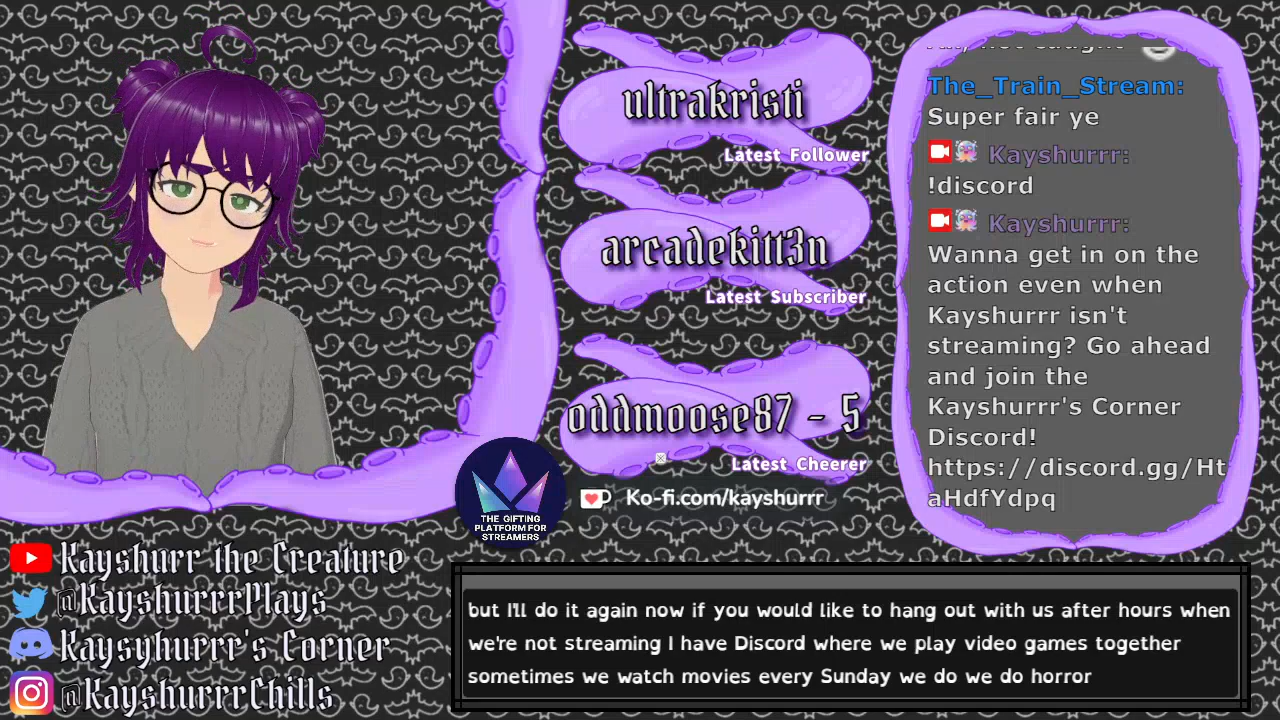 ultrakristi
Latest Follower
arcadekitt3n
Latest Subscriber
oddmoose87 - 5
Latest Cheerer
THE GIFTING
PLATFORM FOR
STREAMERS
Ko-fi.com/kayshurrr
The_Train_Stream:
Super fair ye
Kayshurrr:
!discord
Kayshurrr:
Wanna get in on the
action even when
Kayshurrr isn't
streaming? Go ahead
and join the
Kayshurrr's Corner
Discord!
https://discord.gg/Ht
aHdfYdpq
Kayshurr the Creature
@KayshurrrPlays
Kaysyhurrr's Corner
@KayshurrrChills
but I'll do it again now if you would like to hang out with us after hours when
we're not streaming I have Discord where we play video games together
sometimes we watch movies every Sunday we do we do horror